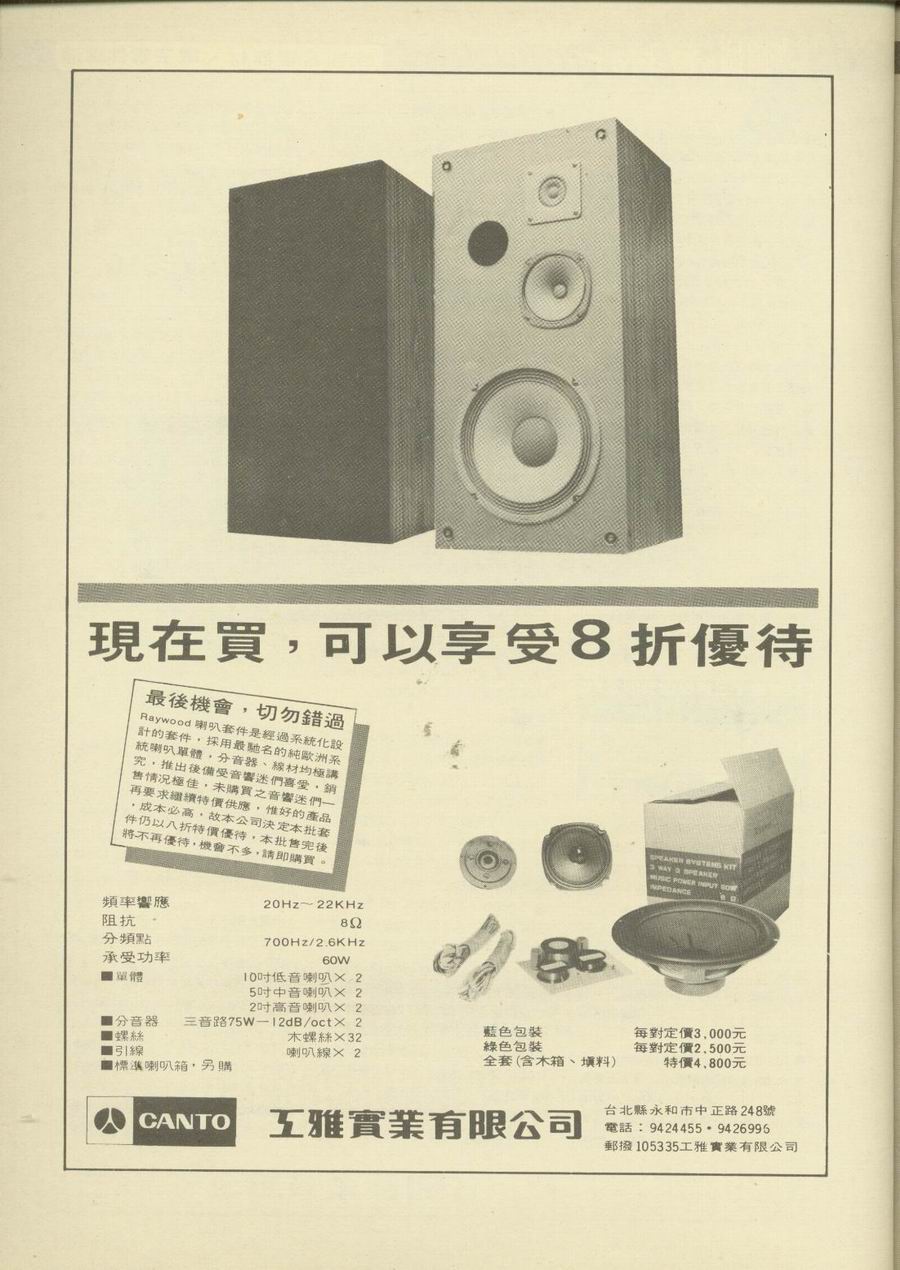 現在買，可以享受8折優待
最後機會，切勿錯過
Raywood 喇叭套件是經過系統化設
計的套件，採用最馳名的純歐洲系
統喇叭單體，分音器、線材均極講
究，推出後備受音響迷們喜愛，銷
售情況極佳，未購買之音響迷們一
再要求繼續特價供應，惟好的產品
，成本必高，故本公司決定本批套
件仍以八折特價優待，本批售完後
將不再優待，機會不多，請即購買。
SPEAKER SYSTEMS KIT
3 WAY 3 SPEAKER
MUSIC POWER INPUT 60W
IMPEDANCE 8 Ω
頻率響應 20Hz～22KHz
阻抗 8Ω
分頻點 700Hz/2.6KHz
承受功率 60W
■單體 10吋低音喇叭× 2
5吋中音喇叭× 2
2吋高音喇叭× 2
■分音器 三音路75W－12dB/oct× 2
■螺絲 木螺絲×32
■引線 喇叭線× 2
■標準喇叭箱，另購
藍色包裝 每對定價3,000元
綠色包裝 每對定價2,500元
全套(含木箱、填料) 特價4,800元
CANTO
工雅實業有限公司
台北縣永和市中正路248號
電話：9424455・9426996
郵撥105335工雅實業有限公司